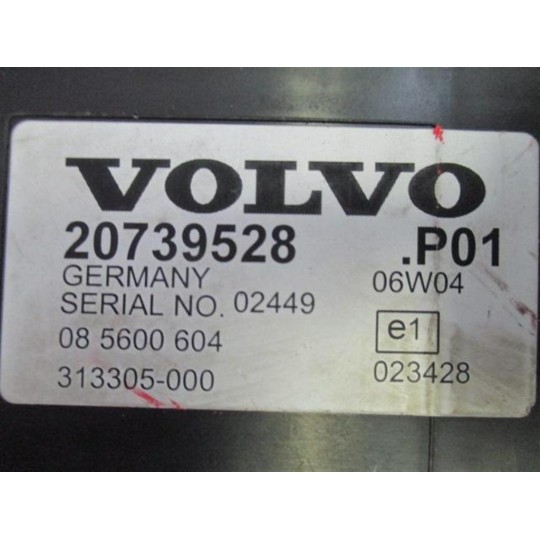 VOLVO
20739528 .P01
GERMANY 06W04
SERIAL NO. 02449
08 5600 604 e1
313305-000 023428